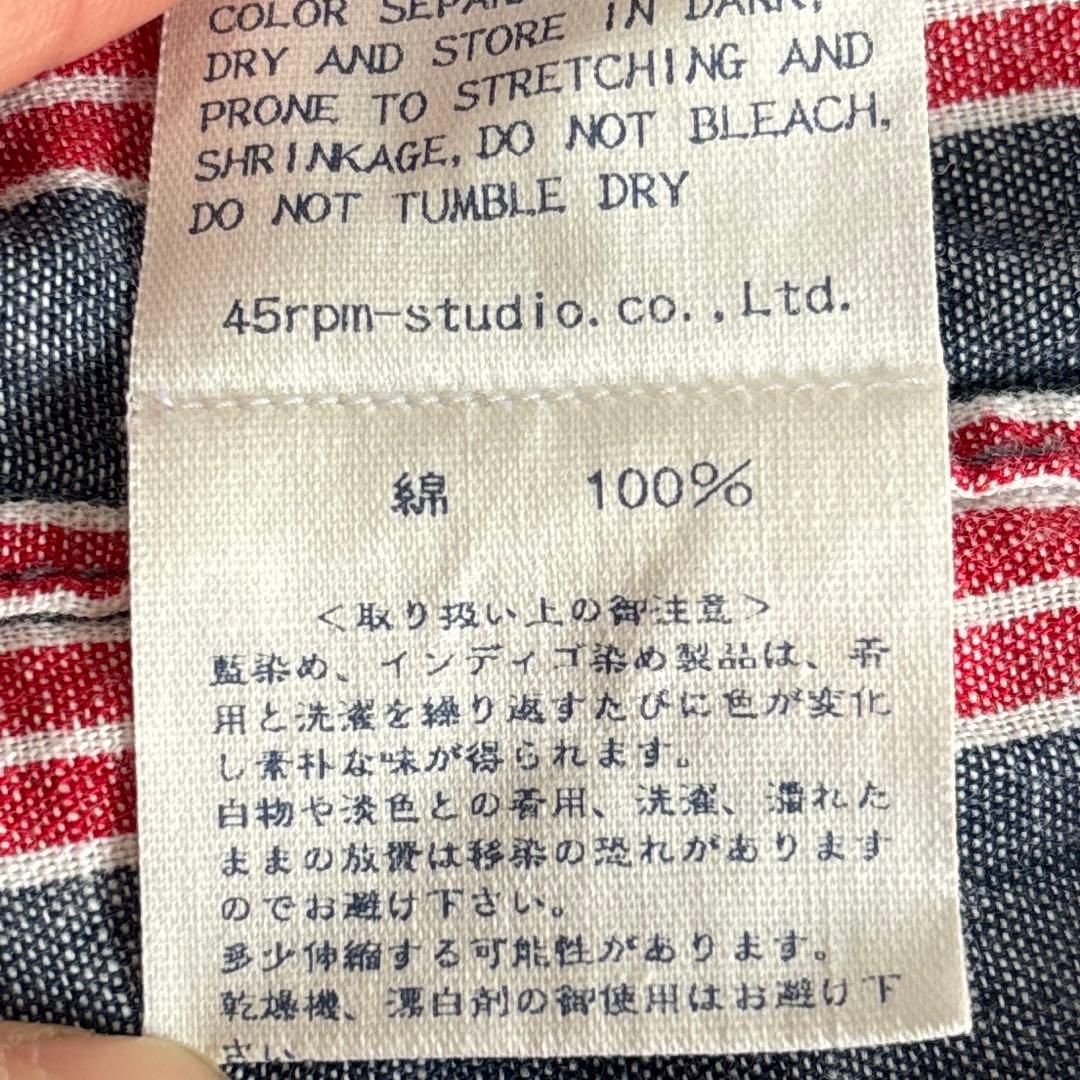 COLOR SEPAR
DRY AND STORE IN DARK,
PRONE TO STRETCHING AND
SHRINKAGE, DO NOT BLEACH,
DO NOT TUMBLE DRY
45rpm-studio.co.,Ltd.
綿 100%
＜取り扱い上の御注意＞
藍染め、インディゴ染め製品は、着
用と洗濯を繰り返すたびに色が変化
し素朴な味が得られます。
白物や淡色との着用、洗濯、濡れた
ままの放置は移染の恐れがあります
のでお避け下さい。
多少伸縮する可能性があります。
乾燥機、漂白剤の御使用はお避け下
さい